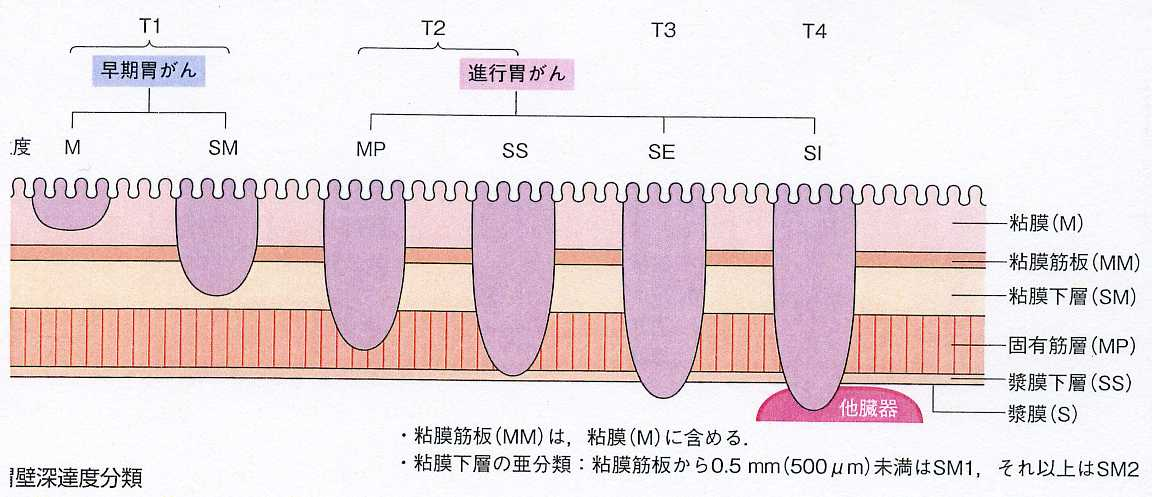 T1
T2
T3
T4
早期胃がん
進行胃がん
度
M
SM
MP
SS
SE
SI
粘膜(M)
粘膜筋板(MM)
粘膜下層(SM)
固有筋層(MP)
漿膜下層(SS)
漿膜(S)
他臓器
・粘膜筋板(MM)は，粘膜(M)に含める．
・粘膜下層の亜分類：粘膜筋板から0.5 mm(500μm)未満はSM1，それ以上はSM2
壁深達度分類